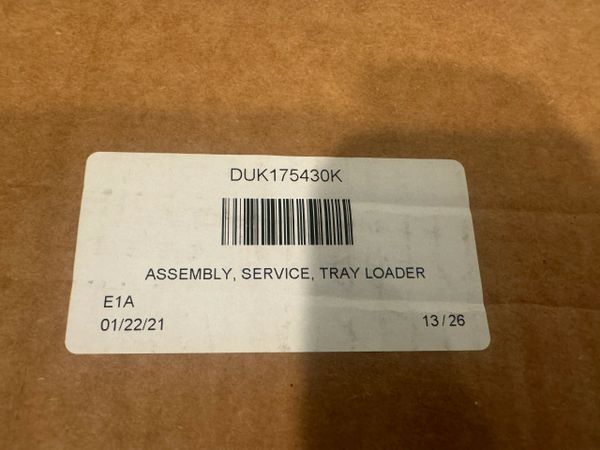 DUK175430K
ASSEMBLY, SERVICE, TRAY LOADER
E1A
01/22/21 13/26